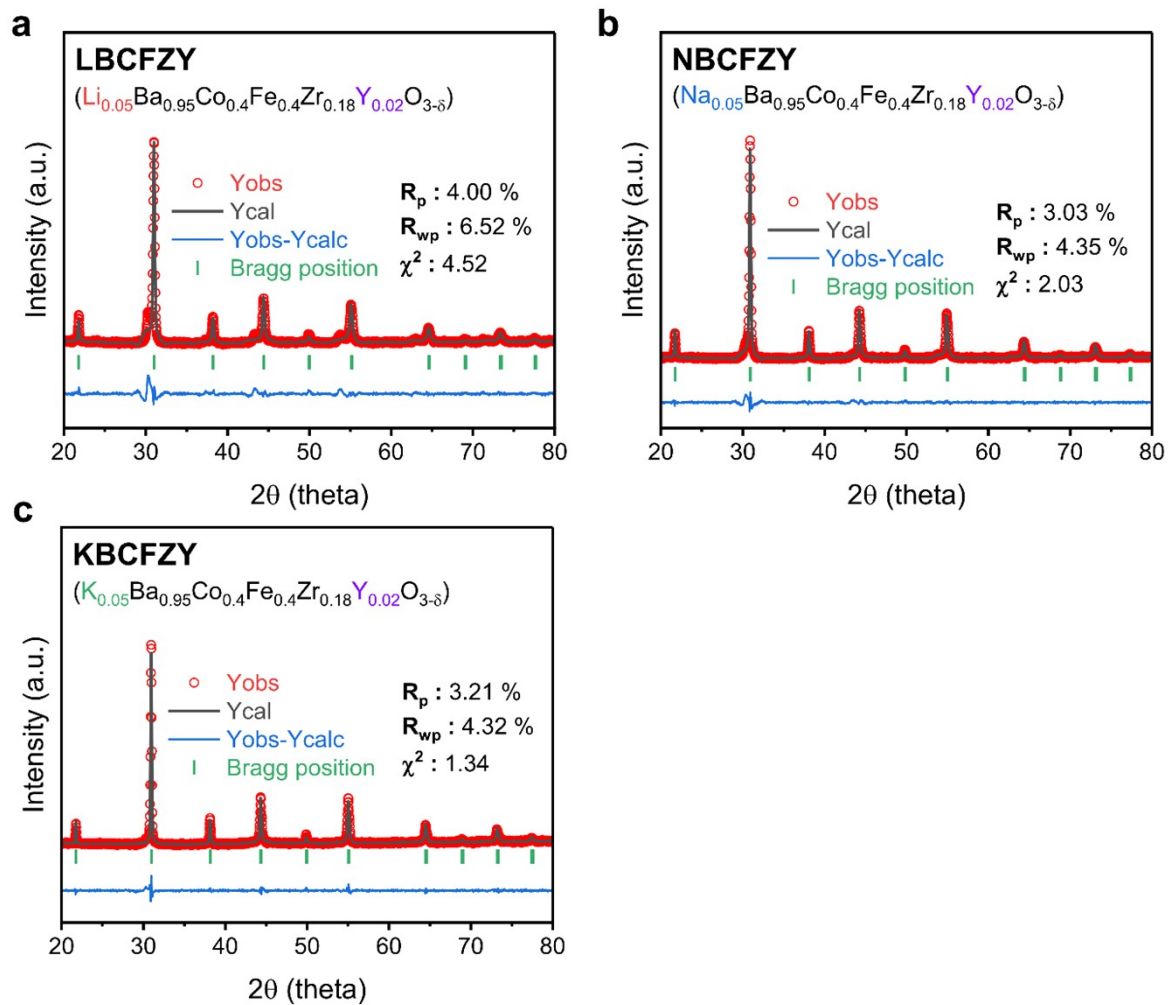 a
LBCFZY
(Li0.05Ba0.95Co0.4Fe0.4Zr0.18Y0.02O3-δ)
Intensity (a.u.)
Yobs
Ycal
Yobs-Ycalc
Bragg position
Rp : 4.00 %
Rwp : 6.52 %
χ2 : 4.52
20 30 40 50 60 70 80
2θ (theta)
b
NBCFZY
(Na0.05Ba0.95Co0.4Fe0.4Zr0.18Y0.02O3-δ)
Intensity (a.u.)
Yobs
Ycal
Yobs-Ycalc
Bragg position
Rp : 3.03 %
Rwp : 4.35 %
χ2 : 2.03
20 30 40 50 60 70 80
2θ (theta)
c
KBCFZY
(K0.05Ba0.95Co0.4Fe0.4Zr0.18Y0.02O3-δ)
Intensity (a.u.)
Yobs
Ycal
Yobs-Ycalc
Bragg position
Rp : 3.21 %
Rwp : 4.32 %
χ2 : 1.34
20 30 40 50 60 70 80
2θ (theta)